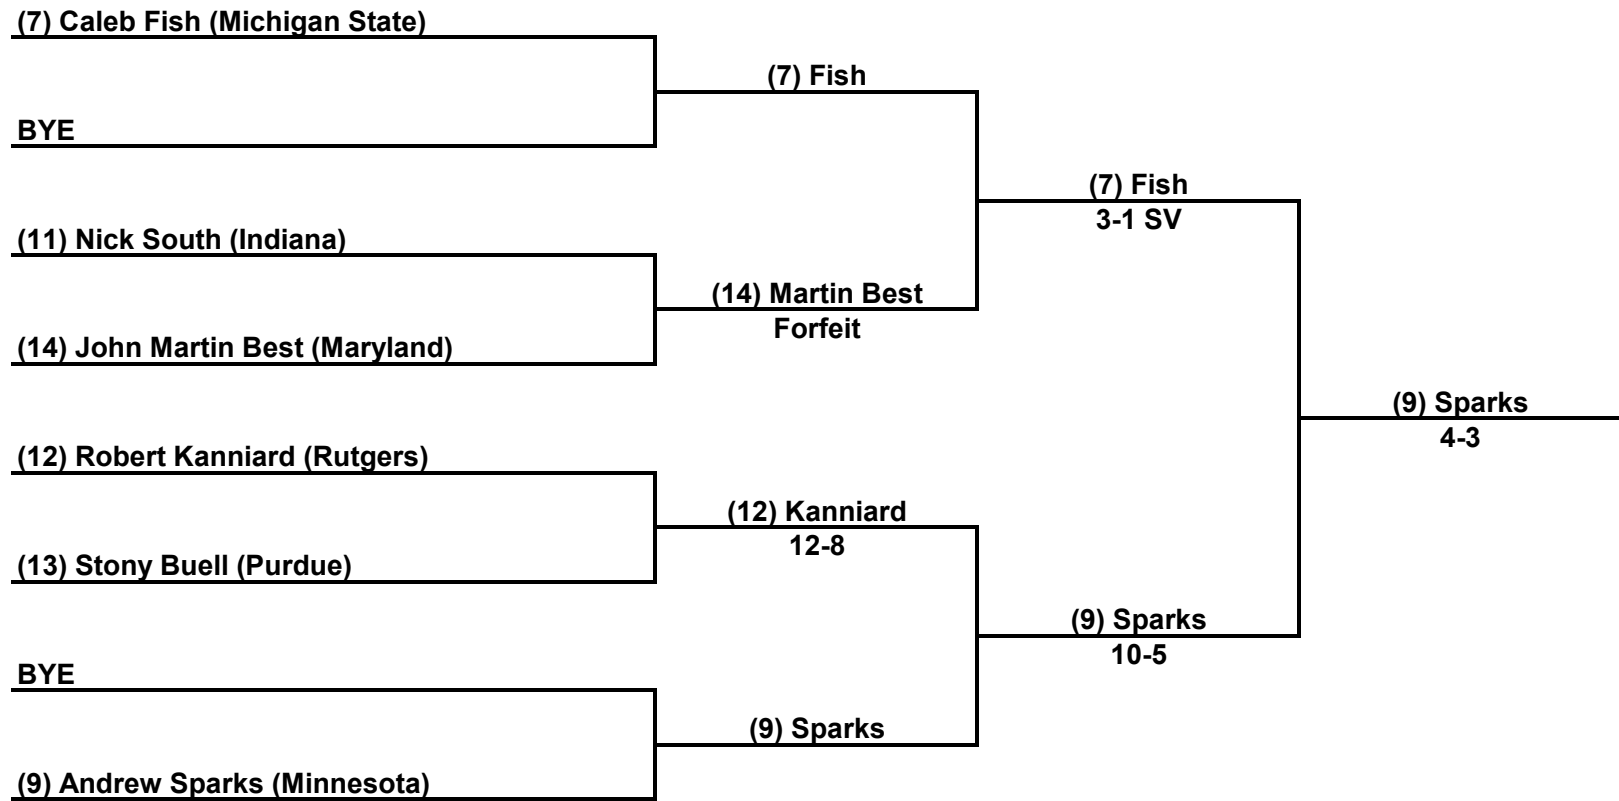 (7) Caleb Fish (Michigan State)
(7) Fish
BYE
(7) Fish
3-1 SV
(11) Nick South (Indiana)
(14) Martin Best
Forfeit
(14) John Martin Best (Maryland)
(9) Sparks
4-3
(12) Robert Kanniard (Rutgers)
(12) Kanniard
12-8
(13) Stony Buell (Purdue)
(9) Sparks
10-5
BYE
(9) Sparks
(9) Andrew Sparks (Minnesota)